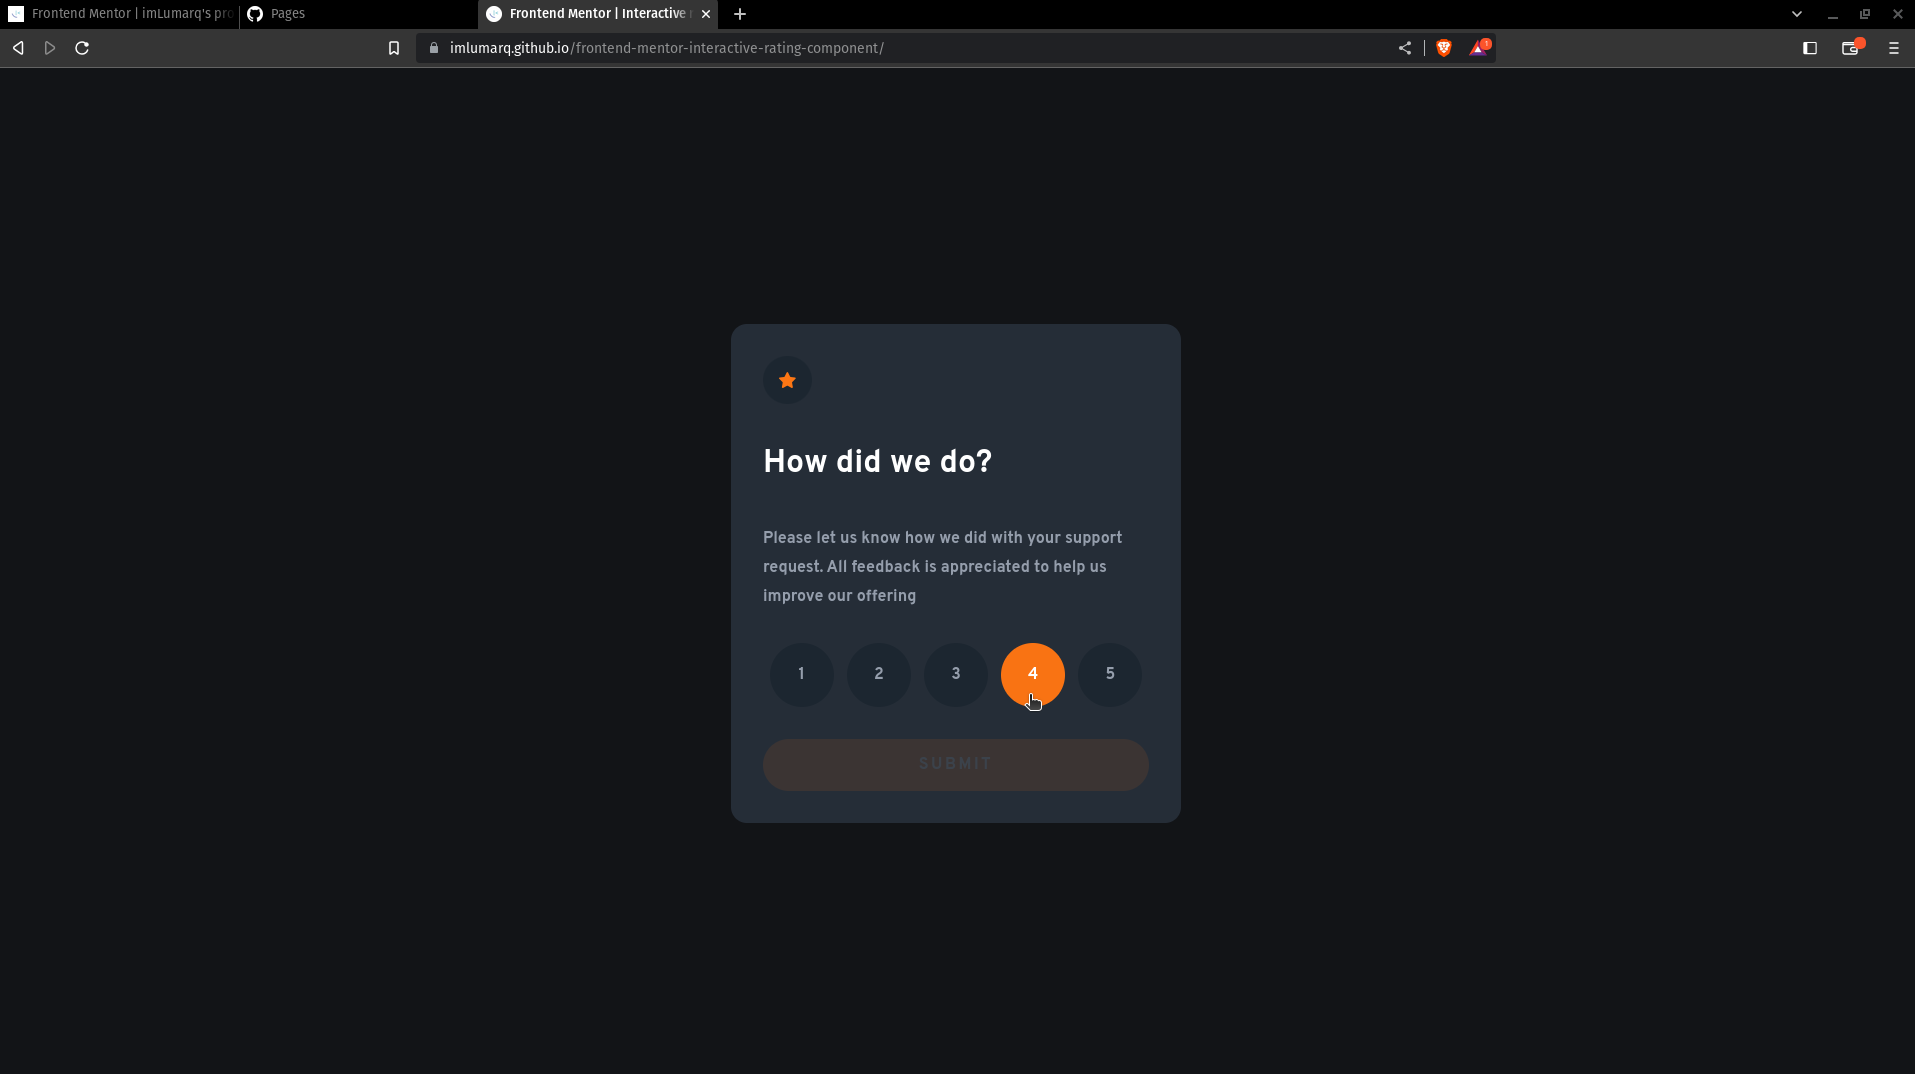 Frontend Mentor | imLumarq's pro
Pages
Frontend Mentor | Interactive
imlumarq.github.io/frontend-mentor-interactive-rating-component/
1
How did we do?
Please let us know how we did with your support
request. All feedback is appreciated to help us
improve our offering
1 2 3 4 5
SUBMIT